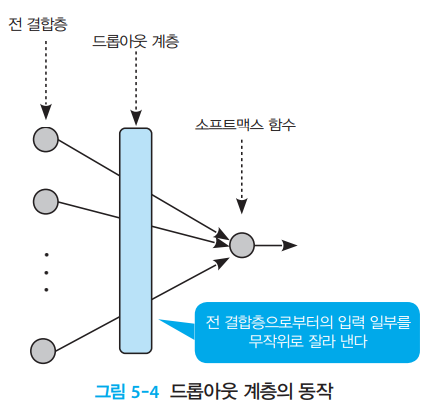 전 결합층
드롭아웃 계층
소프트맥스 함수
전 결합층으로부터의 입력 일부를
무작위로 잘라 낸다
그림 5-4 드롭아웃 계층의 동작